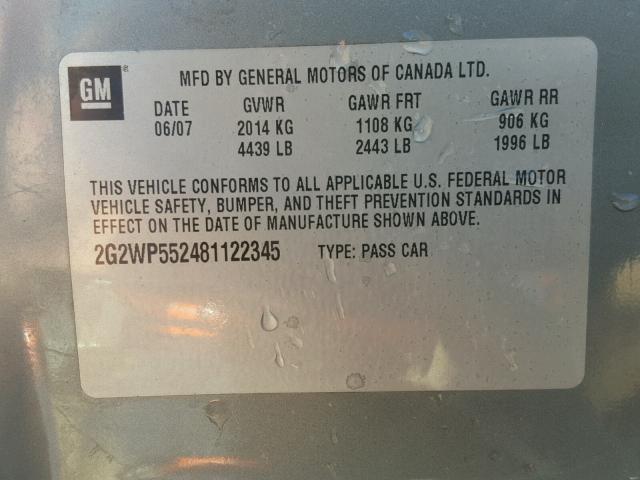 GM ®
MFD BY GENERAL MOTORS OF CANADA LTD.
DATE GVWR GAWR FRT GAWR RR
06/07 2014 KG 1108 KG 906 KG
4439 LB 2443 LB 1996 LB
THIS VEHICLE CONFORMS TO ALL APPLICABLE U.S. FEDERAL MOTOR
VEHICLE SAFETY, BUMPER, AND THEFT PREVENTION STANDARDS IN
EFFECT ON THE DATE OF MANUFACTURE SHOWN ABOVE.
2G2WP552481122345 TYPE: PASS CAR